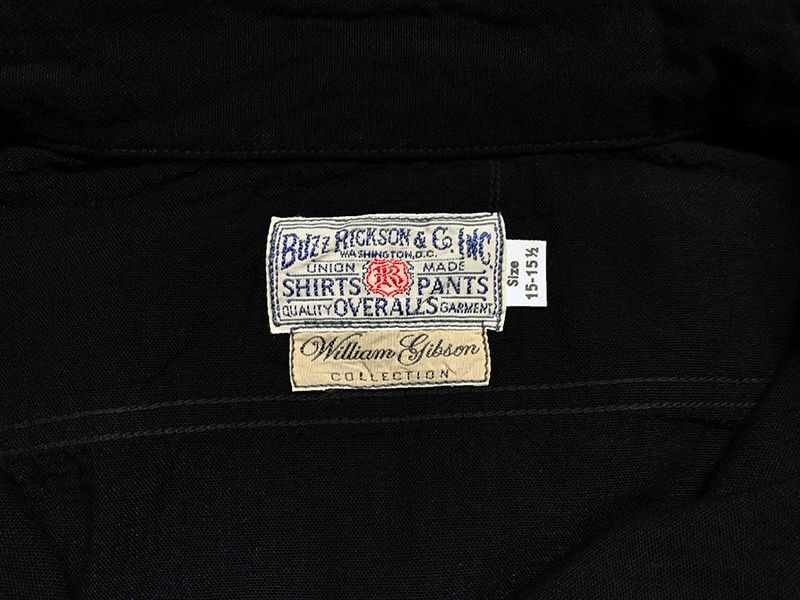 BUZZ RICKSON & CO. INC.
WASHINGTON, D.C.
UNION MADE
SHIRTS PANTS
QUALITY OVERALLS GARMENT
William Gibson
COLLECTION
Size
15-15½